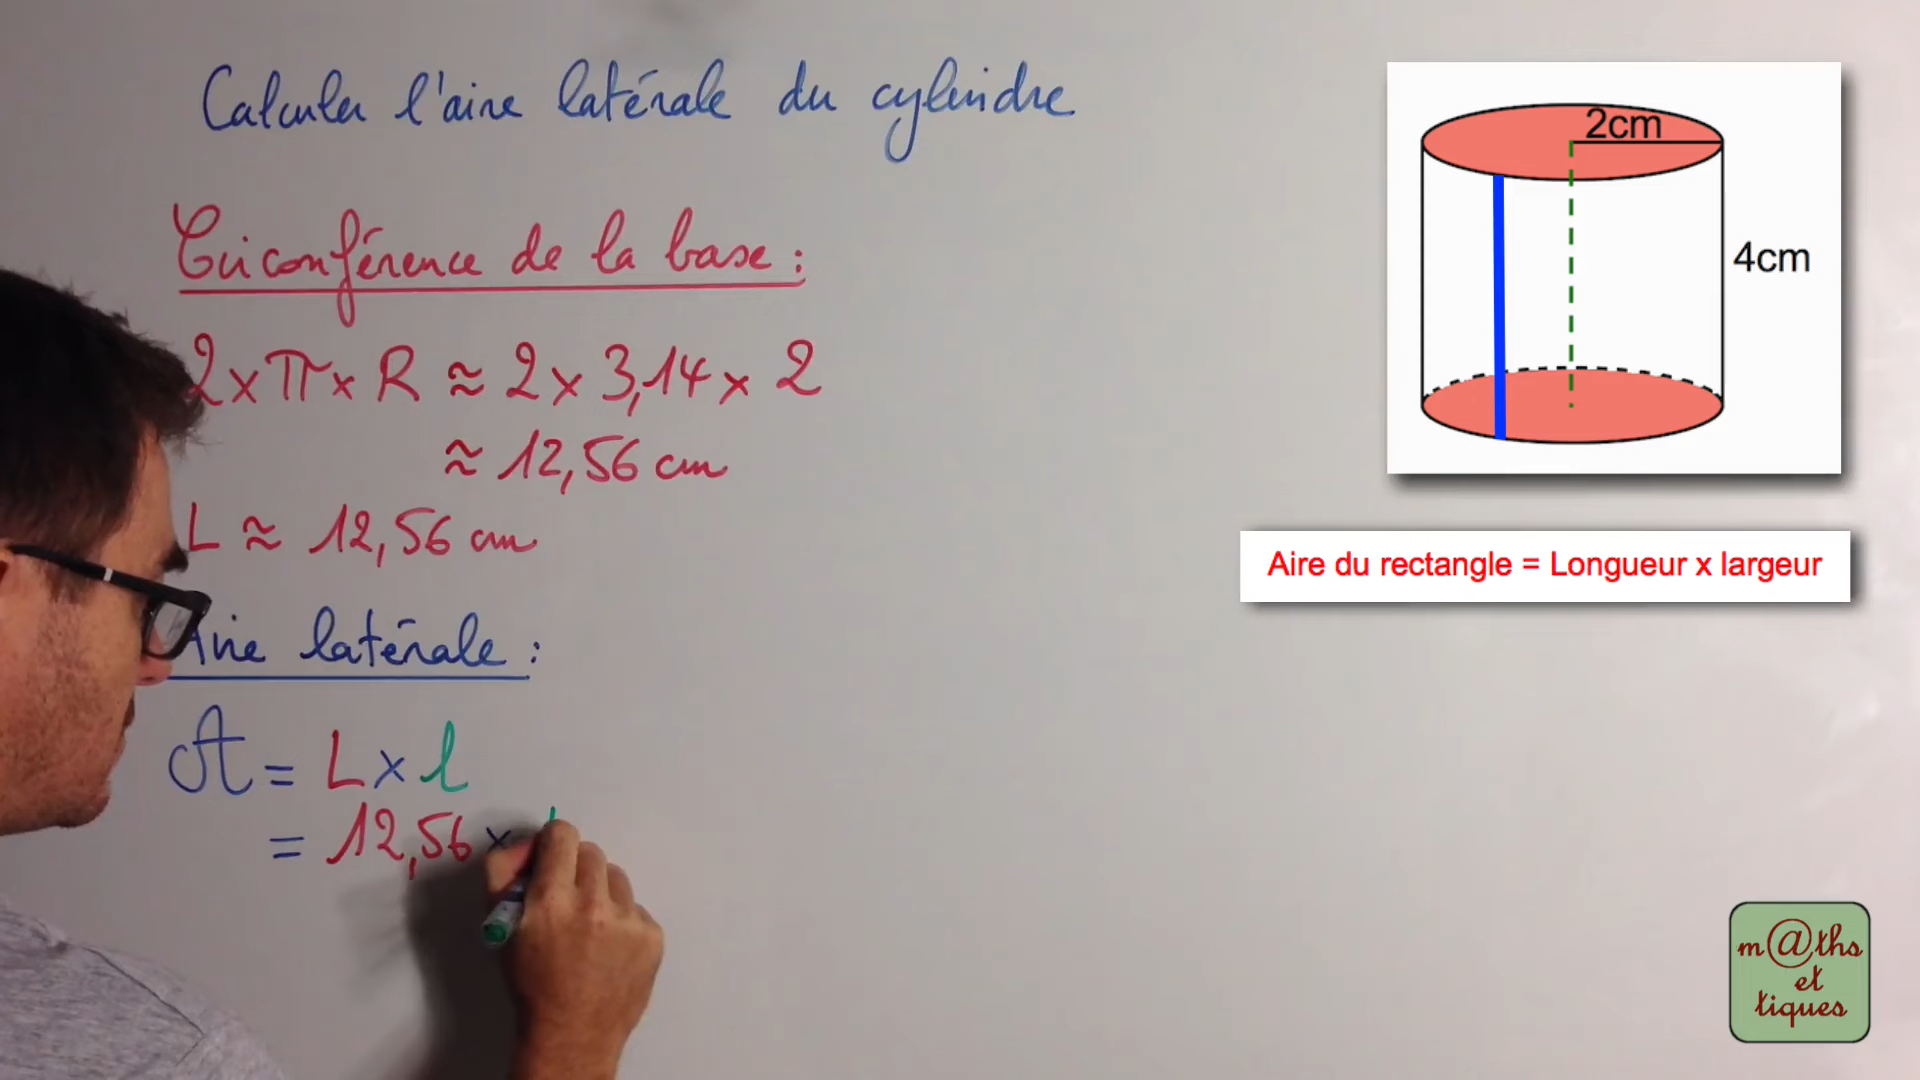 Calculer l'aire latérale du cylindre
Circonférence de la base :
2 x π x R ≈ 2 x 3,14 x 2
≈ 12,56 cm
L ≈ 12,56 cm
Aire latérale :
A = L x l
= 12,56 x
2cm
4cm
Aire du rectangle = Longueur x largeur
m@ths
et
tiques